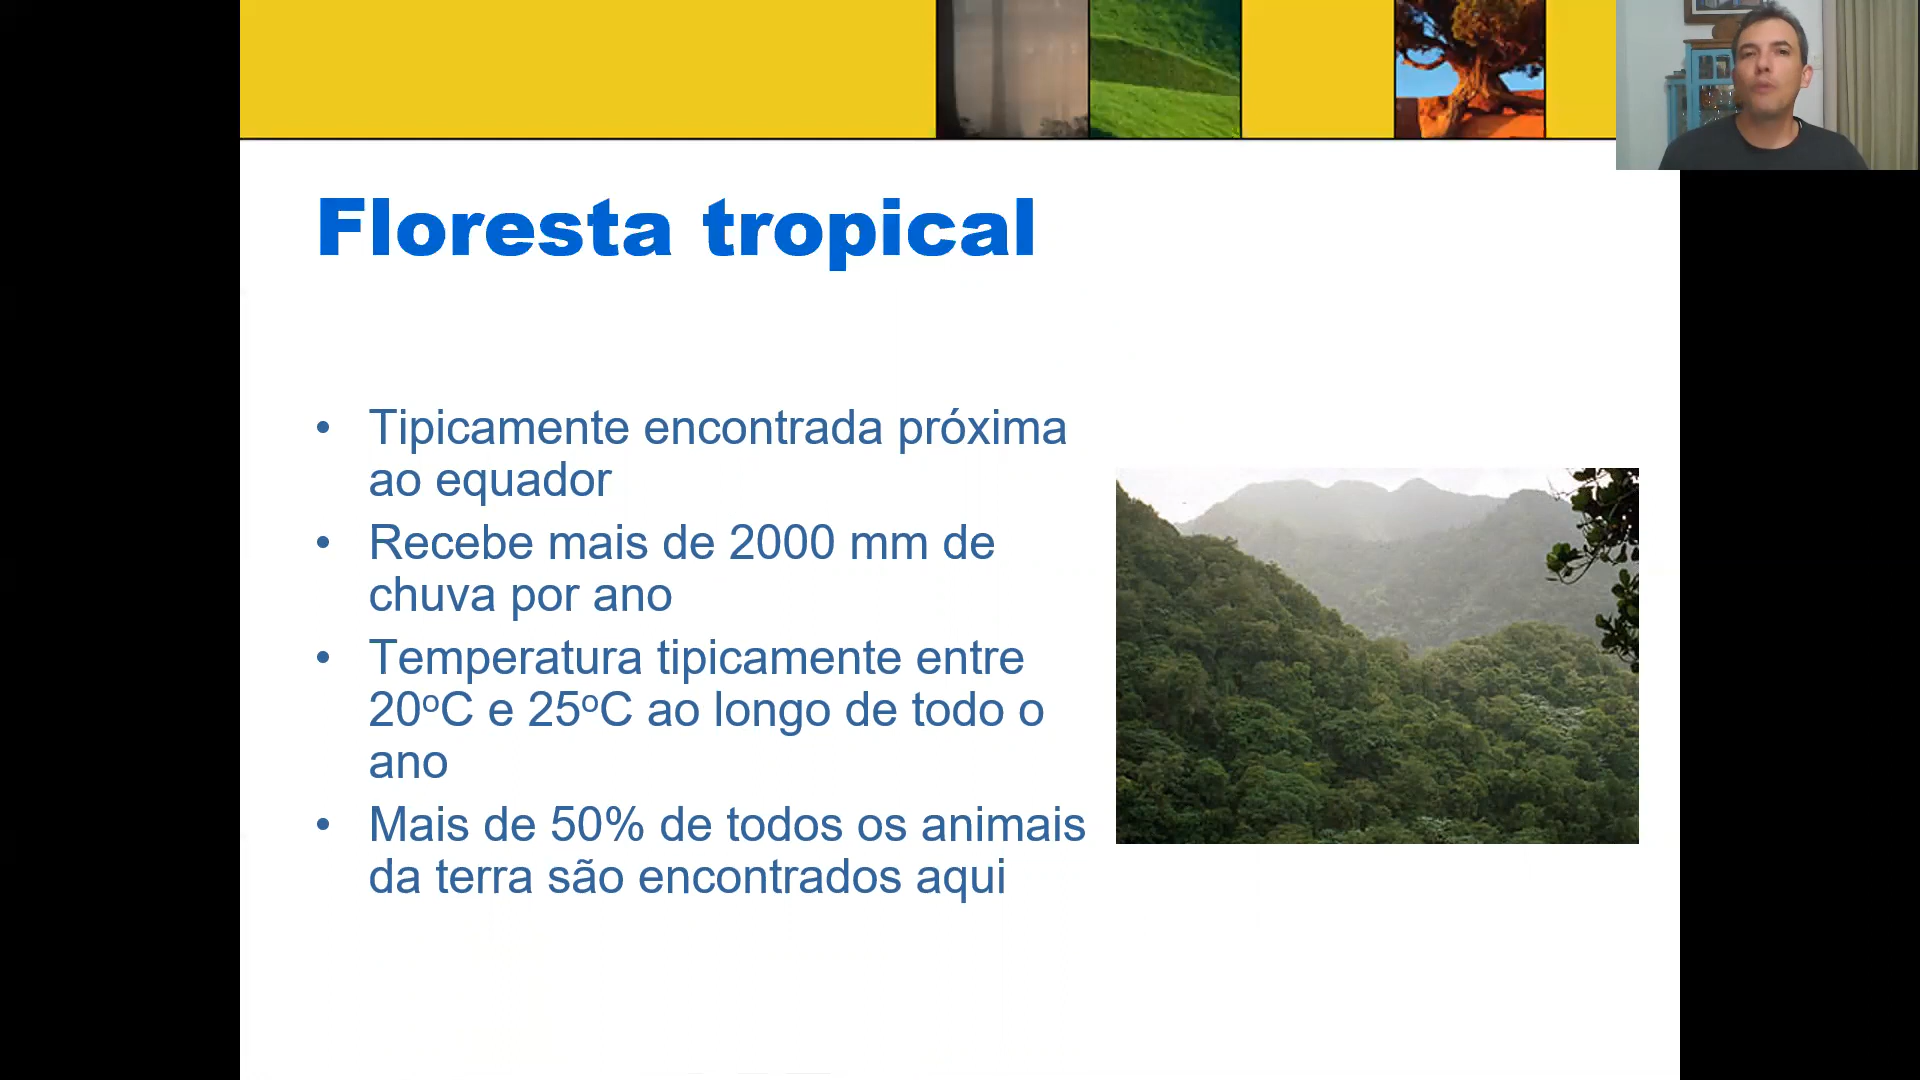 Floresta tropical
• Tipicamente encontrada próxima
ao equador
• Recebe mais de 2000 mm de
chuva por ano
• Temperatura tipicamente entre
20ºC e 25ºC ao longo de todo o
ano
• Mais de 50% de todos os animais
da terra são encontrados aqui